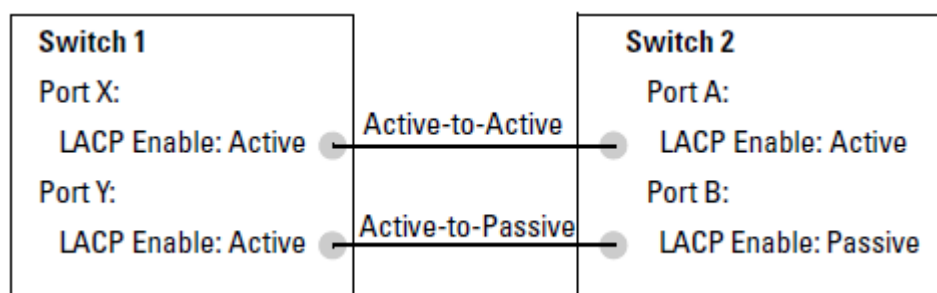 Switch 1
Port X:
LACP Enable: Active
Port Y:
LACP Enable: Active
Active-to-Active
Active-to-Passive
Switch 2
Port A:
LACP Enable: Active
Port B:
LACP Enable: Passive